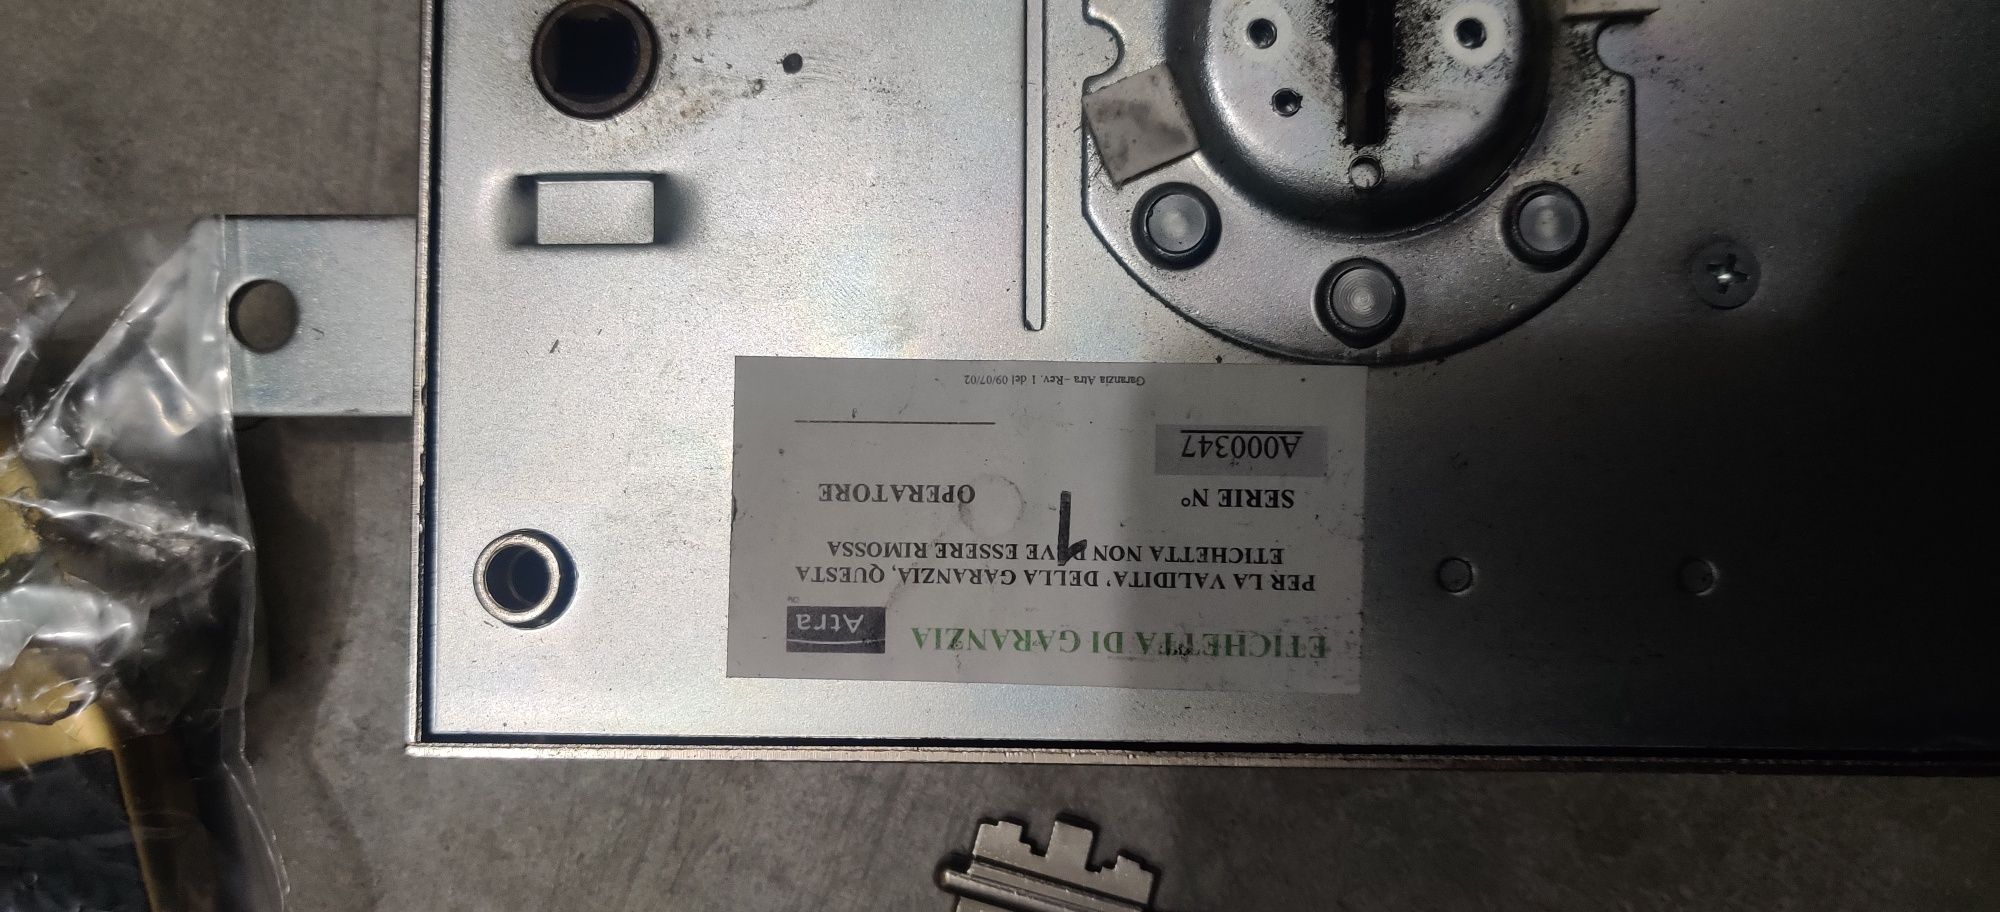 ETICHETTA DI GARANZIA
Atra
PER LA VALIDITA' DELLA GARANZIA, QUESTA
ETICHETTA NON DEVE ESSERE RIMOSSA
1
SERIE N° OPERATORE
A000347
Garanzia Atra - Rev. 1 del 09/07/02